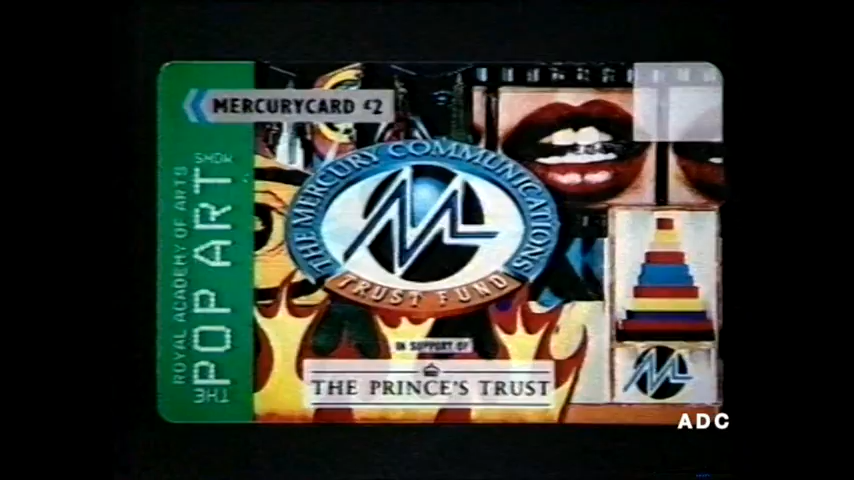 MERCURYCARD £2
ROYAL ACADEMY OF ARTS
THE POP ART SHOW
THE MERCURY COMMUNICATIONS
TRUST FUND
IN SUPPORT OF
THE PRINCE'S TRUST
ADC